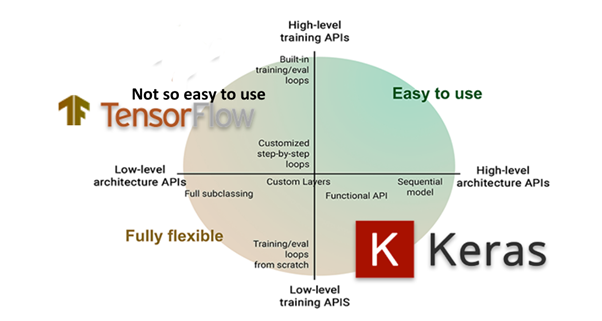 High-level
training APIs
Built-in
training/eval
loops
Not so easy to use
Easy to use
TensorFlow
Customized
step-by-step
loops
Low-level
architecture APIs
High-level
architecture APIs
Full subclassing
Custom Layers
Functional API
Sequential
model
Fully flexible
Training/eval
loops
from scratch
K Keras
Low-level
training APIS